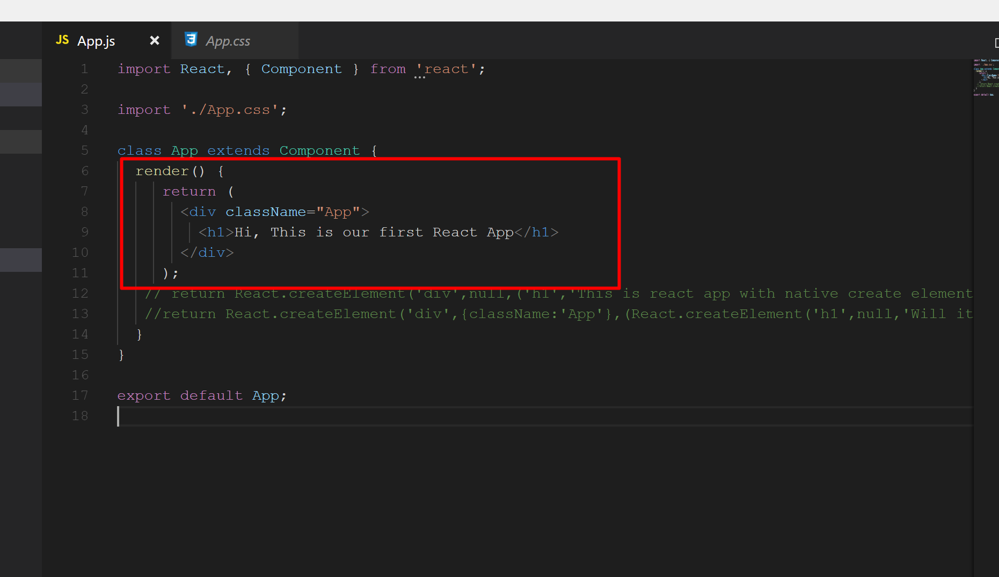 JS App.js × App.css
1 import React, { Component } from 'react';
2
3 import './App.css';
4
5 class App extends Component {
6 render() {
7 return (
8 <div className="App">
9 <h1>Hi, This is our first React App</h1>
10 </div>
11 );
12 // return React.createElement('div',null,('h1','This is react app with native create element
13 //return React.createElement('div',{className:'App'},(React.createElement('h1',null,'Will it
14 }
15 }
16
17 export default App;
18